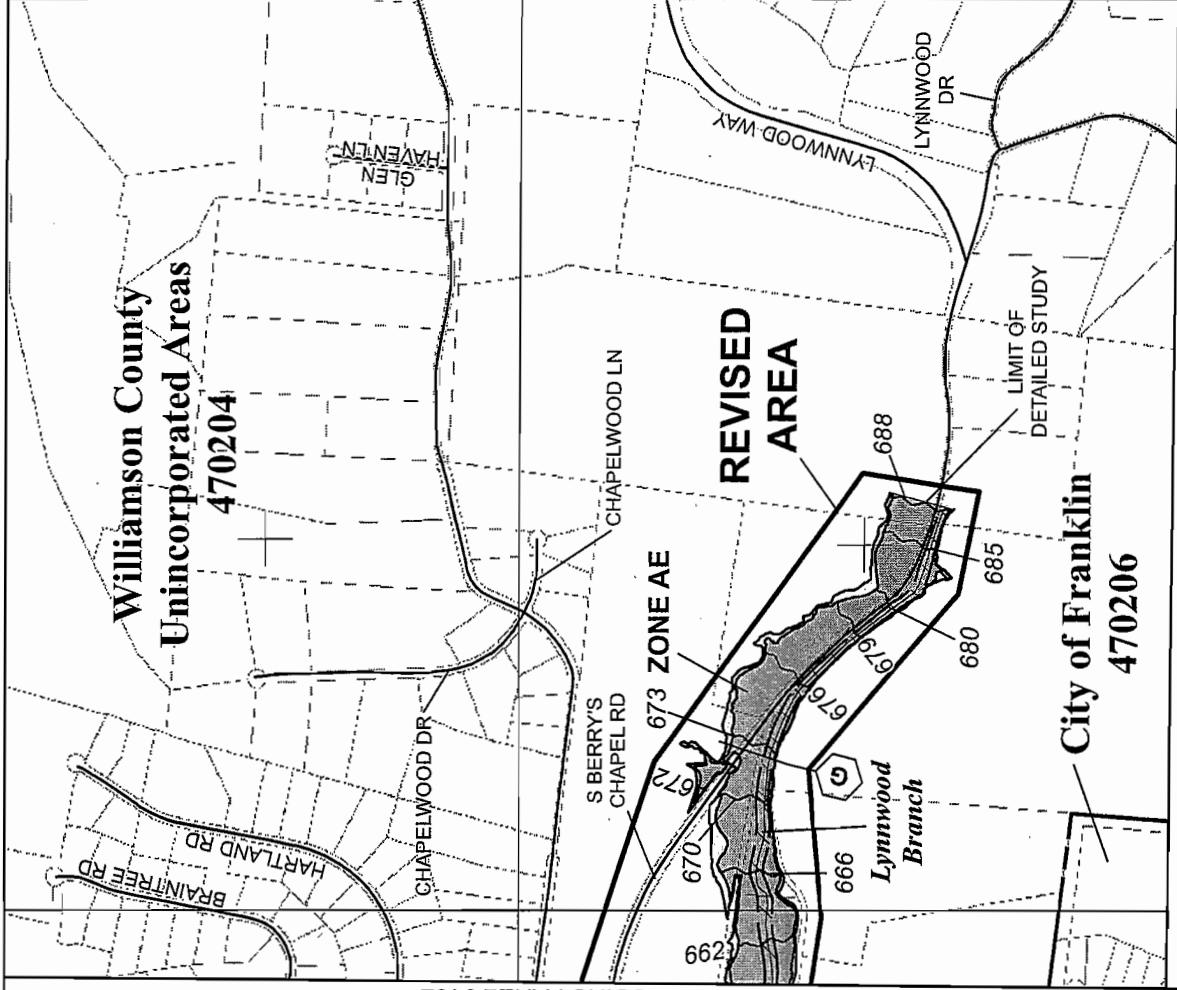 Williamson County
Unincorporated Areas
470204
GLEN
HAVEN LN
LYNNWOOD WAY
LYNNWOOD
DR
CHAPELWOOD LN
REVISED
AREA
LIMIT OF
DETAILED STUDY
CHAPELWOOD DR
S BERRY'S
CHAPEL RD
HARTLAND RD
BRAINTREE RD
ZONE AE
688
685
680
679
676
673
672
670
666
662
G
Lynnwood
Branch
City of Franklin
470206